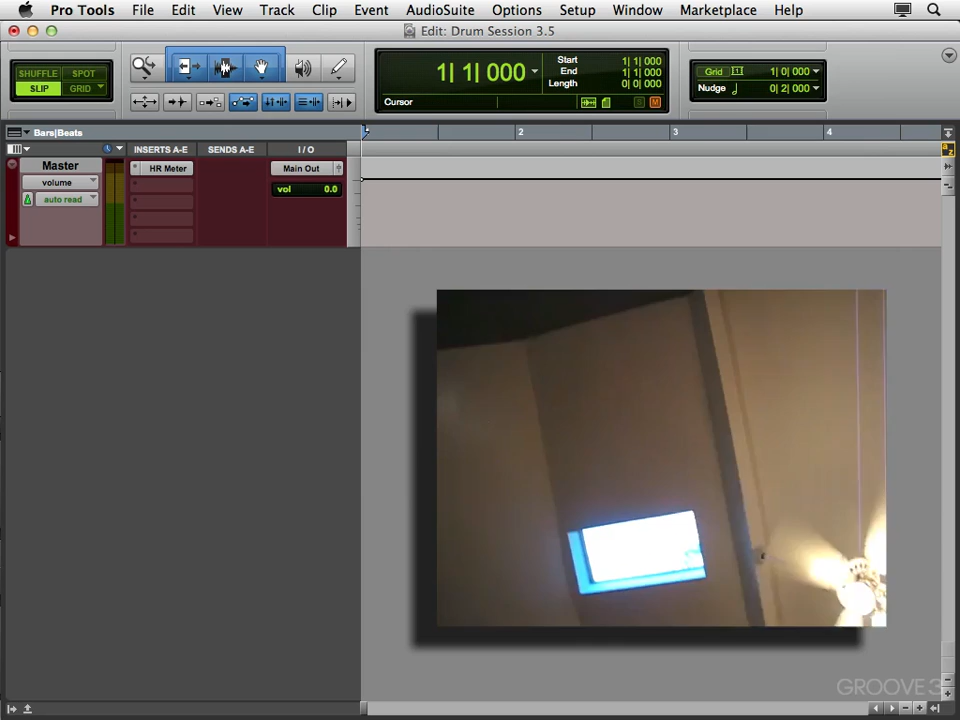 Pro Tools File Edit View Track Clip Event AudioSuite Options Setup Window Marketplace Help
Edit: Drum Session 3.5
SHUFFLE SPOT
SLIP GRID
1| 1| 000
Start 1| 1| 000
End 1| 1| 000
Length 0| 0| 000
Cursor
Grid 1| 0| 000
Nudge 0| 2| 000
Bars|Beats
2 3 4
INSERTS A-E SENDS A-E I / O
Master
volume
auto read
HR Meter
Main Out
vol 0.0
a z
GROOVE 3